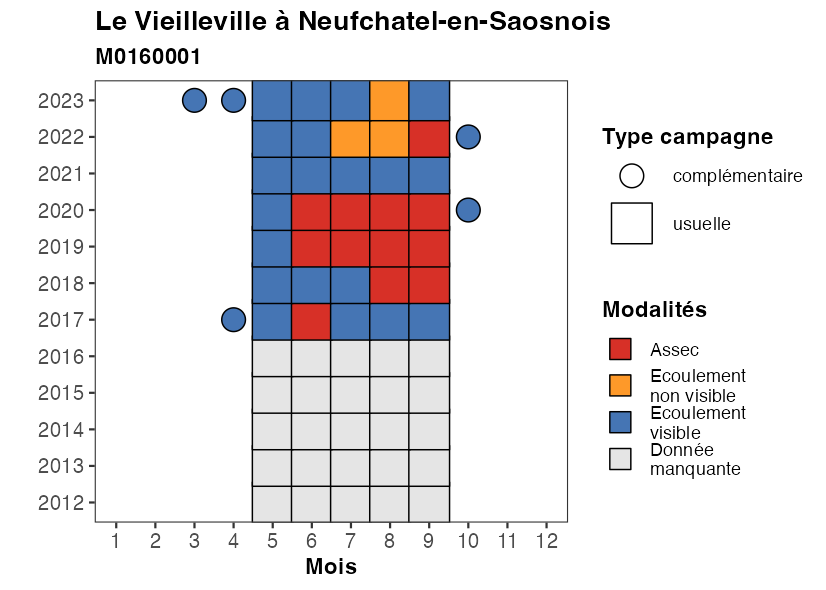 Le Vieilleville à Neufchatel-en-Saosnois
M0160001
2023
2022
2021
2020
2019
2018
2017
2016
2015
2014
2013
2012
1 2 3 4 5 6 7 8 9 10 11 12
Mois
Type campagne
complémentaire
usuelle
Modalités
Assec
Ecoulement
non visible
Ecoulement
visible
Donnée
manquante